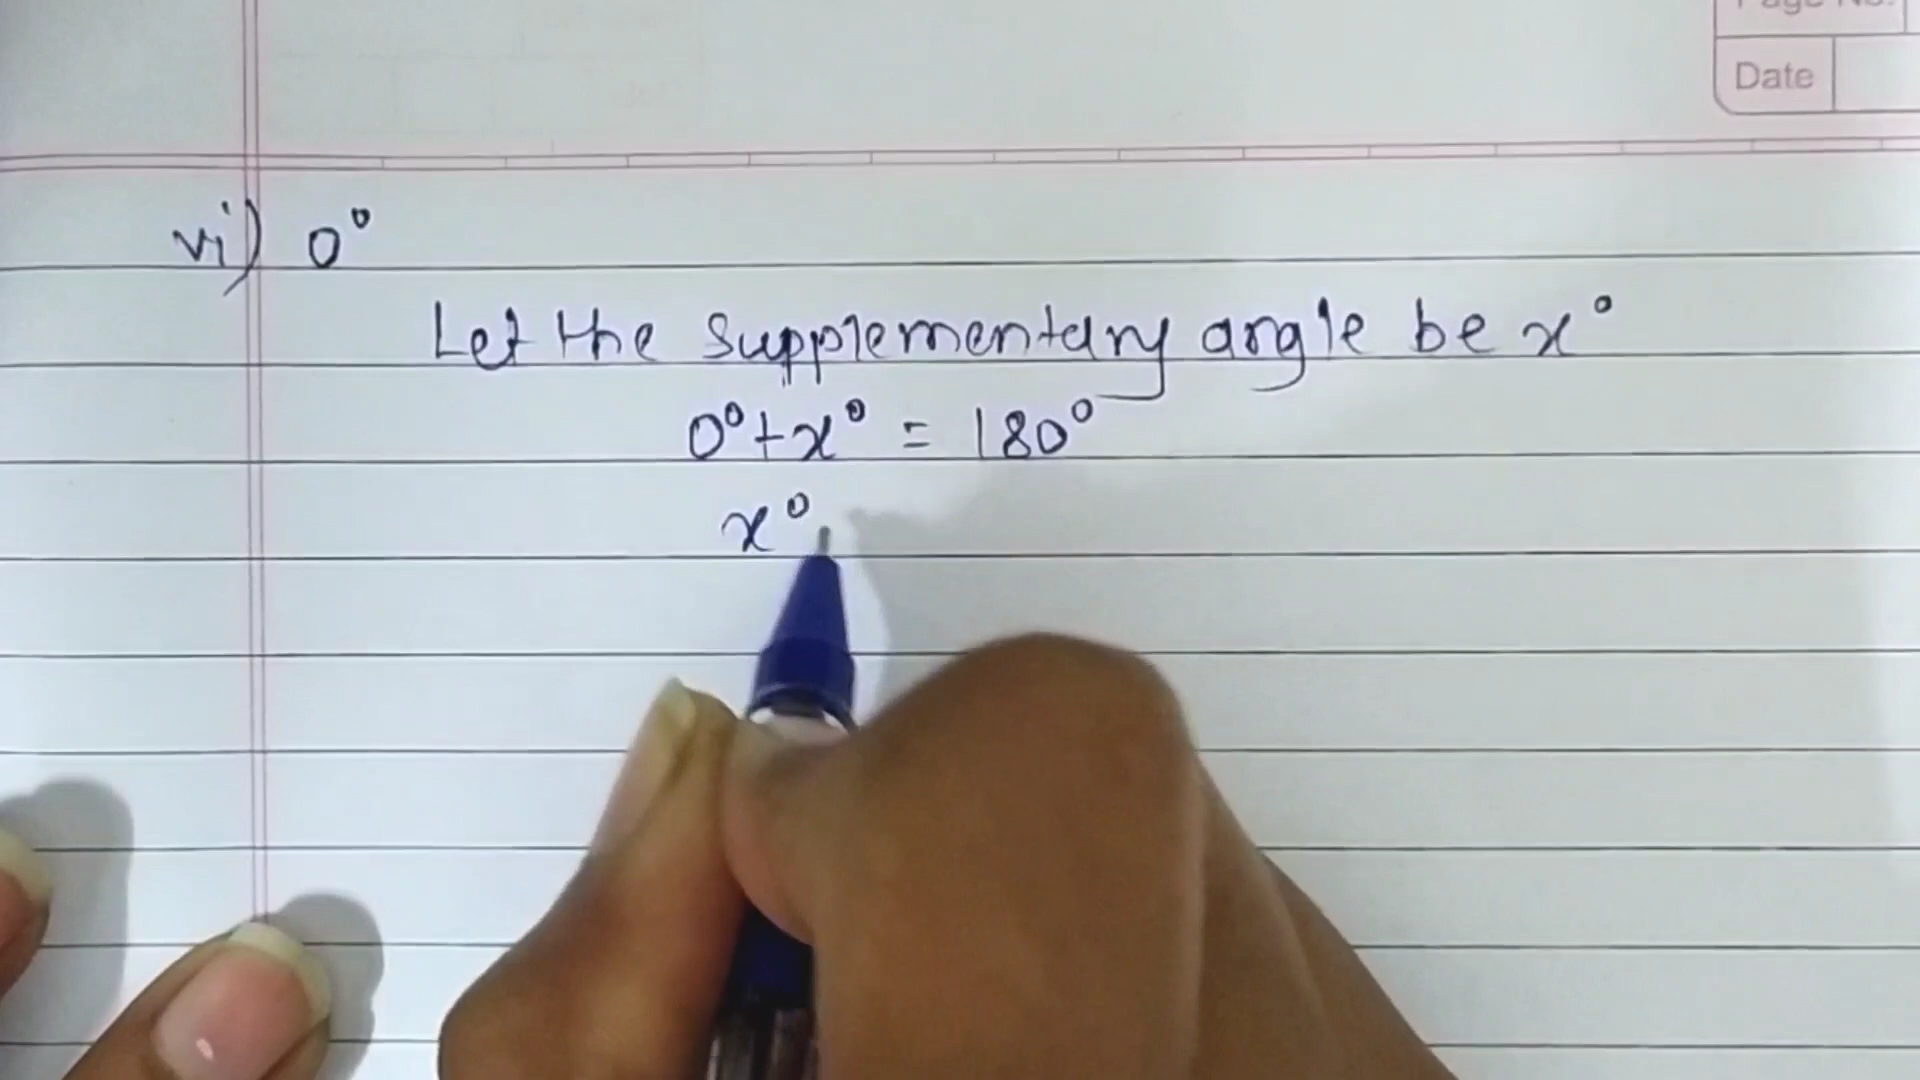 Date
vi) 0°
Let the supplementary angle be x°
0° + x° = 180°
x°